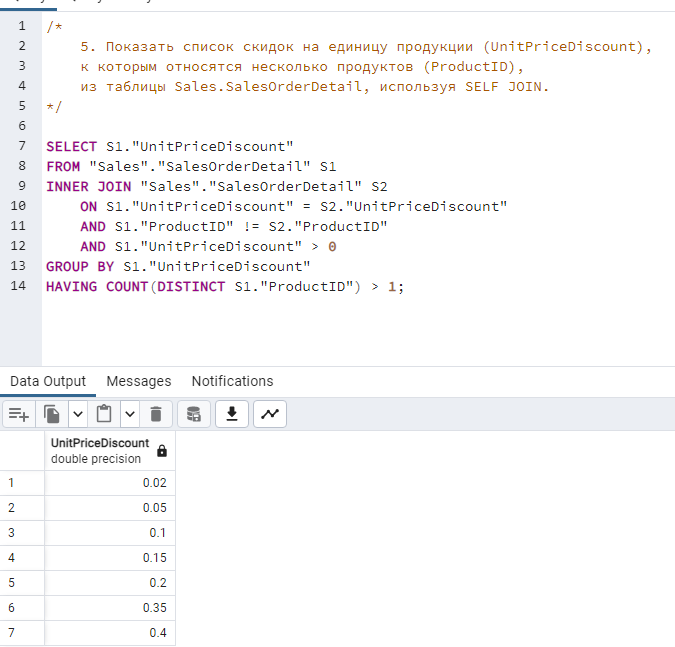 1 /*
2 5. Показать список скидок на единицу продукции (UnitPriceDiscount),
3 к которым относятся несколько продуктов (ProductID),
4 из таблицы Sales.SalesOrderDetail, используя SELF JOIN.
5 */
6
7 SELECT S1."UnitPriceDiscount"
8 FROM "Sales"."SalesOrderDetail" S1
9 INNER JOIN "Sales"."SalesOrderDetail" S2
10 ON S1."UnitPriceDiscount" = S2."UnitPriceDiscount"
11 AND S1."ProductID" != S2."ProductID"
12 AND S1."UnitPriceDiscount" > 0
13 GROUP BY S1."UnitPriceDiscount"
14 HAVING COUNT(DISTINCT S1."ProductID") > 1;
Data Output Messages Notifications
UnitPriceDiscount
double precision
1 0.02
2 0.05
3 0.1
4 0.15
5 0.2
6 0.35
7 0.4